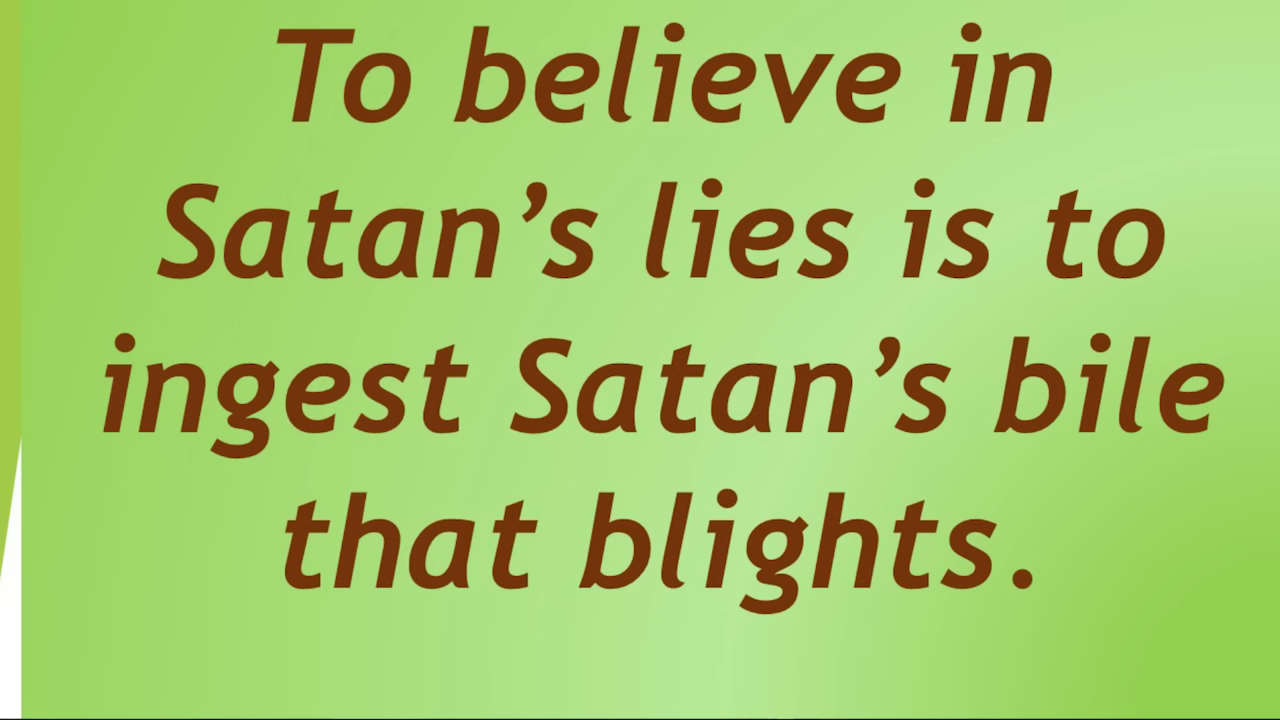 To believe in
Satan’s lies is to
ingest Satan’s bile
that blights.